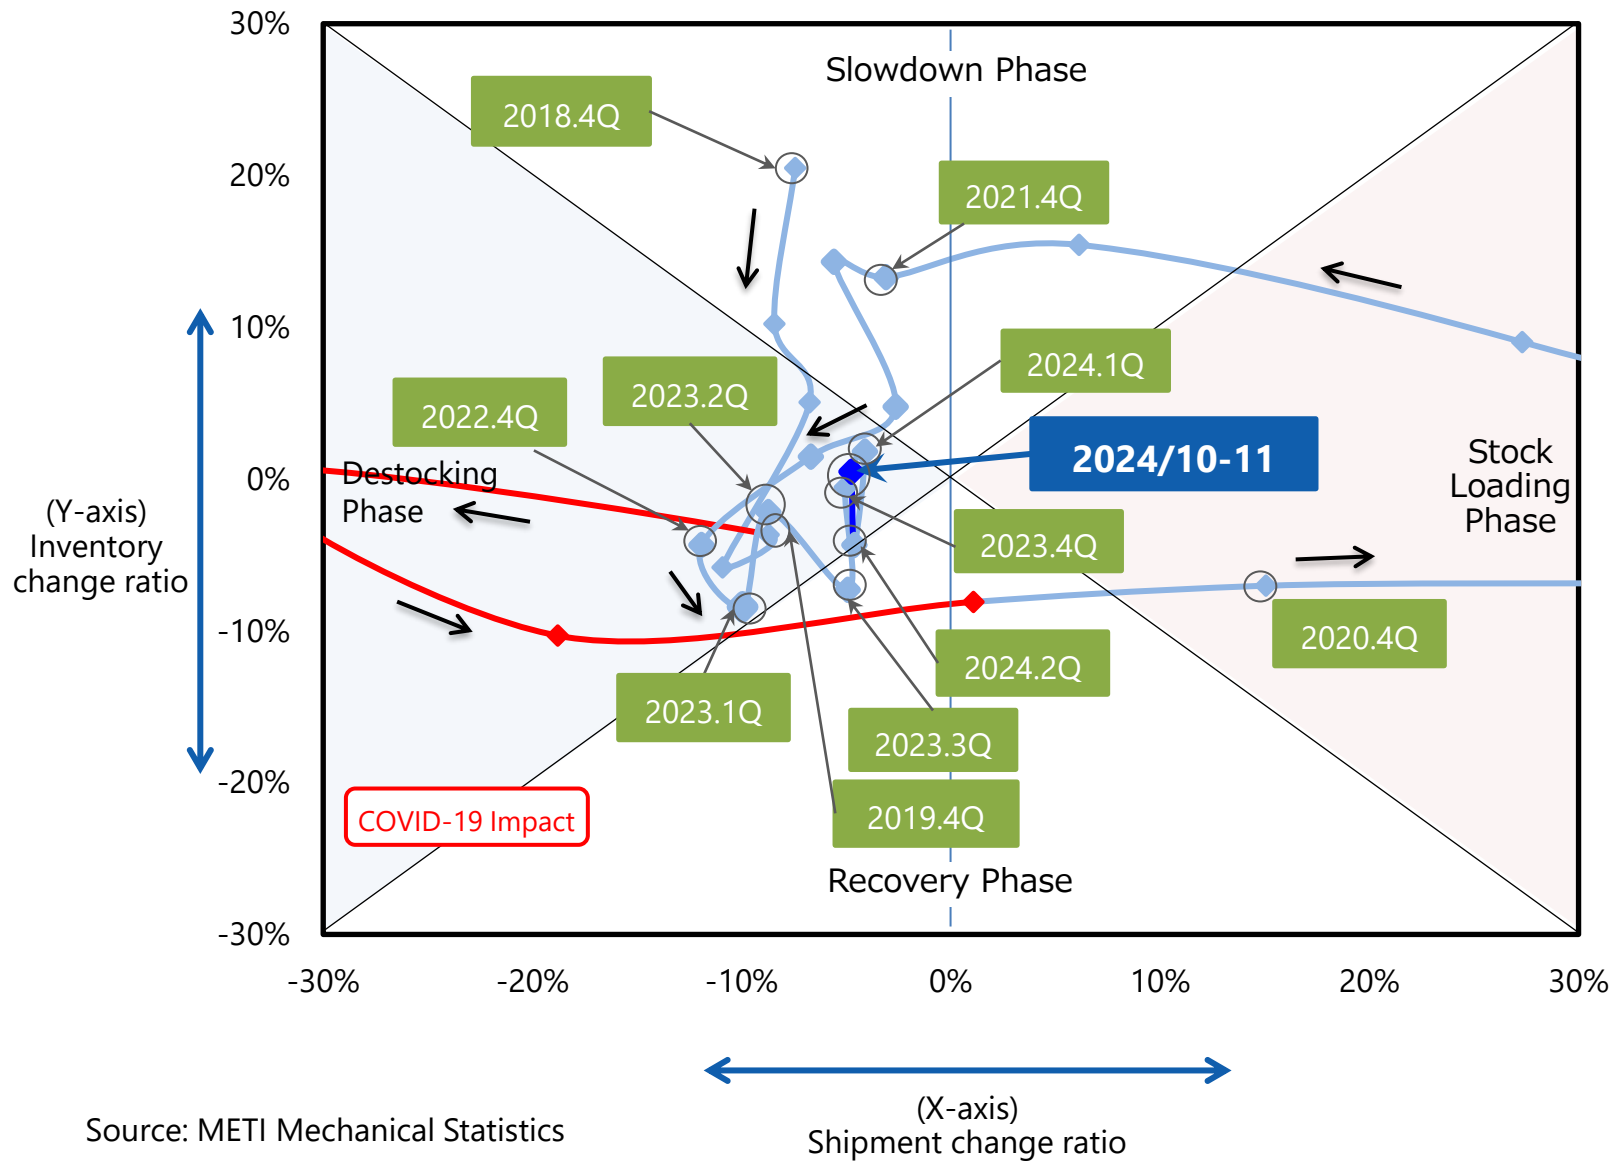 30%
20%
10%
0%
-10%
-20%
-30%
(Y-axis)
Inventory
change ratio
Slowdown Phase
2018.4Q
2021.4Q
2024.1Q
2023.2Q
2022.4Q
2024/10-11
Destocking
Phase
Stock
Loading
Phase
2023.4Q
2020.4Q
2024.2Q
2023.1Q
2023.3Q
2019.4Q
COVID-19 Impact
Recovery Phase
-30%
-20%
-10%
0%
10%
20%
30%
(X-axis)
Shipment change ratio
Source: METI Mechanical Statistics